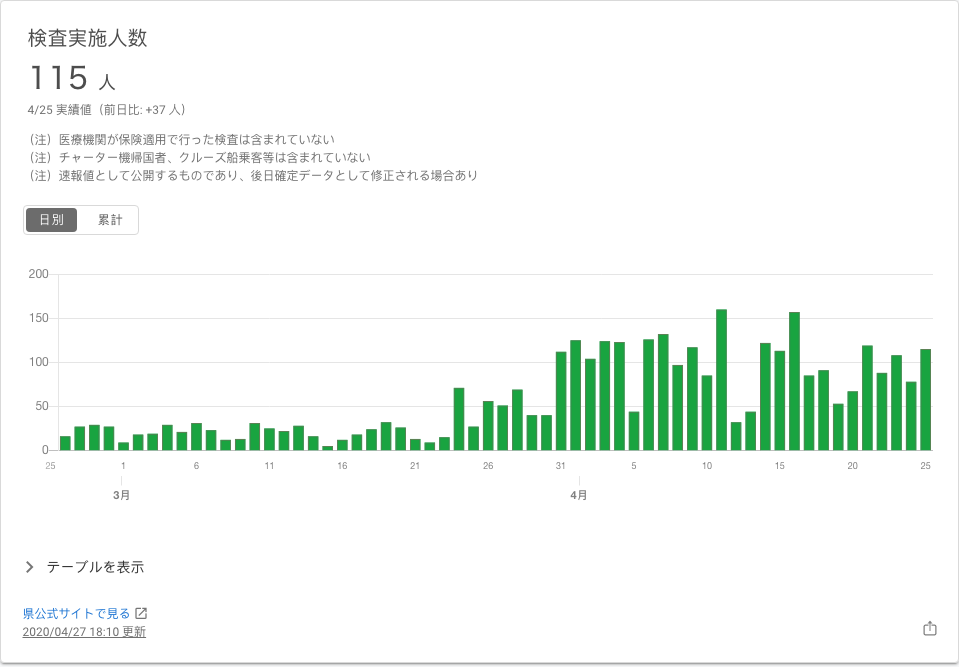 検査実施人数
115 人
4/25 実績値（前日比: +37 人）
（注）医療機関が保険適用で行った検査は含まれていない
（注）チャーター機帰国者、クルーズ船乗客等は含まれていない
（注）速報値として公開するものであり、後日確定データとして修正される場合あり
日別 累計
200
150
100
50
0
25 1 6 11 16 21 26 31 5 10 15 20 25
3月 4月
テーブルを表示
県公式サイトで見る
2020/04/27 18:10 更新